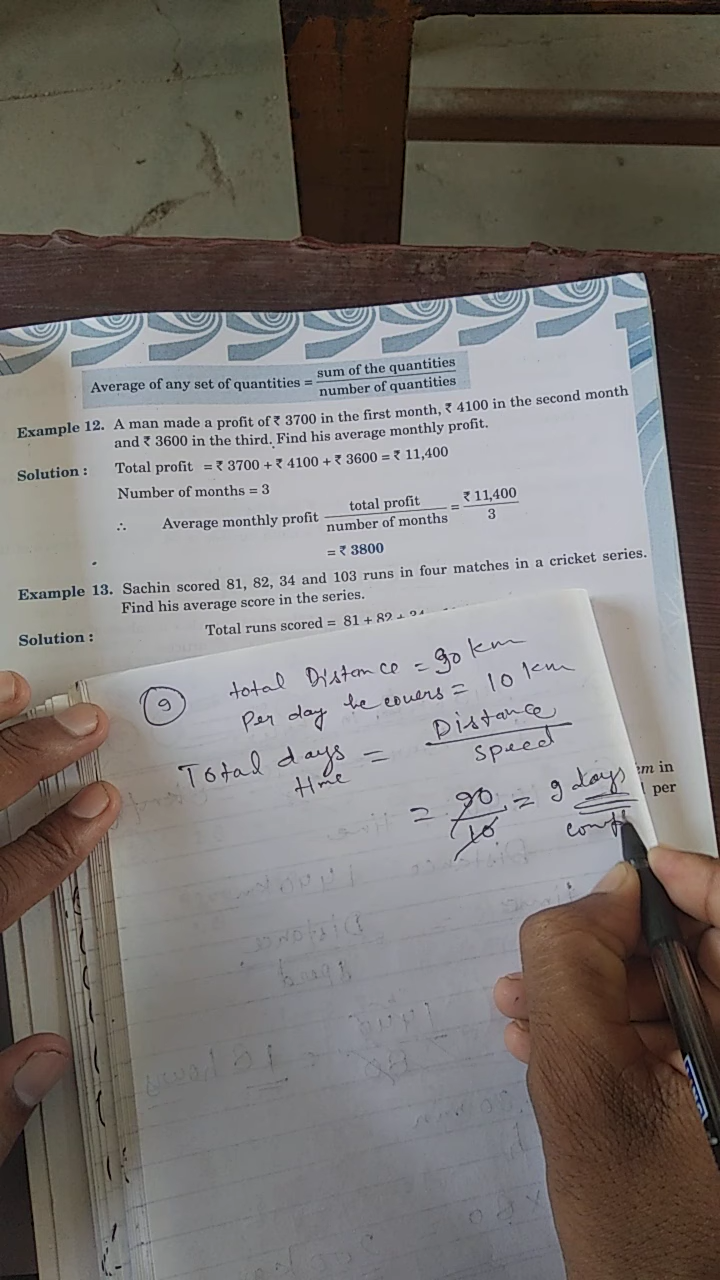 Average of any set of quantities = sum of the quantities / number of quantities
Example 12. A man made a profit of ₹ 3700 in the first month, ₹ 4100 in the second month
and ₹ 3600 in the third. Find his average monthly profit.
Solution : Total profit = ₹ 3700 + ₹ 4100 + ₹ 3600 = ₹ 11,400
Number of months = 3
∴ Average monthly profit total profit / number of months = ₹ 11,400 / 3
= ₹ 3800
Example 13. Sachin scored 81, 82, 34 and 103 runs in four matches in a cricket series.
Find his average score in the series.
Solution : Total runs scored = 81 + 82 + 34
9 total Distance = 90 km
Per day he covers = 10 km
Total days = Distance / Speed
time
= 90 / 10 = 9 days
m in
per